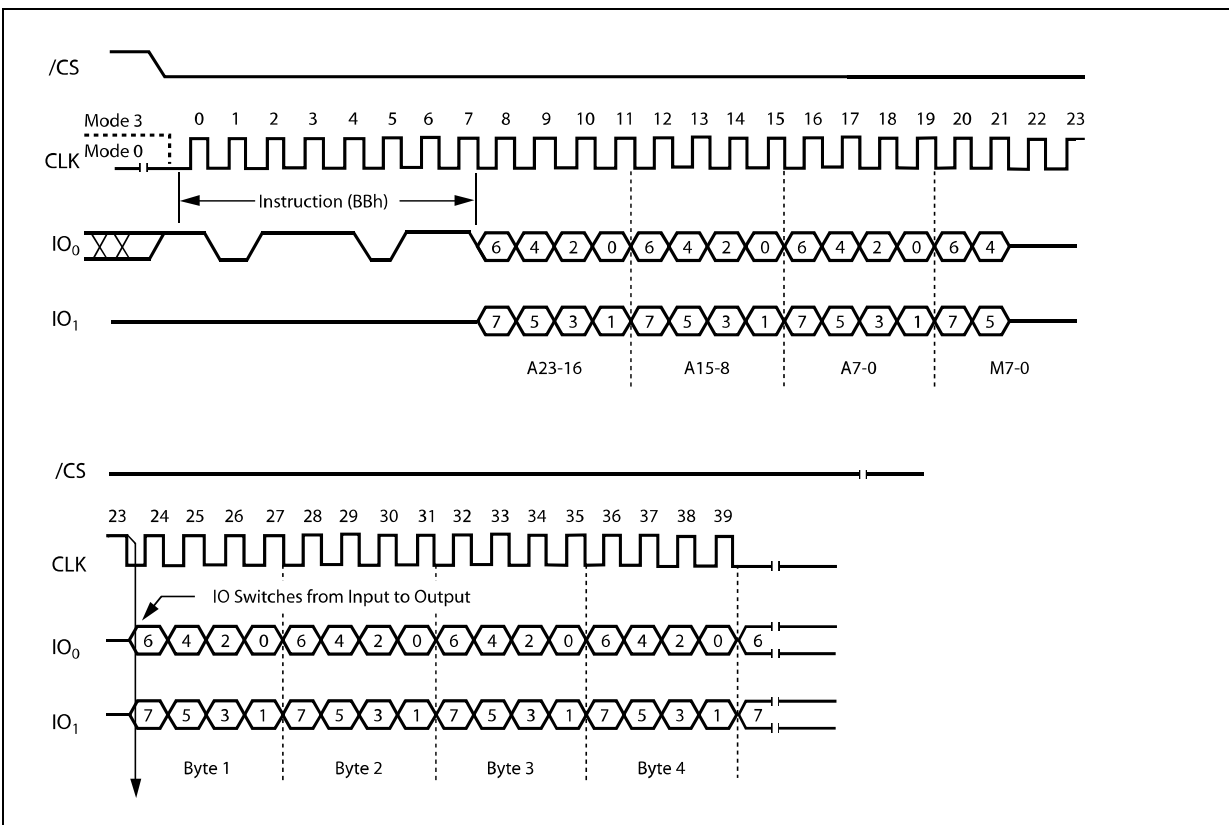 /CS
Mode 3
0 1 2 3 4 5 6 7 8 9 10 11 12 13 14 15 16 17 18 19 20 21 22 23
Mode 0
CLK
Instruction (BBh)
IO0 6 4 2 0 6 4 2 0 6 4 2 0 6 4
IO1 7 5 3 1 7 5 3 1 7 5 3 1 7 5
A23-16 A15-8 A7-0 M7-0
/CS
23 24 25 26 27 28 29 30 31 32 33 34 35 36 37 38 39
CLK
IO Switches from Input to Output
IO0 6 4 2 0 6 4 2 0 6 4 2 0 6 4 2 0 6
IO1 7 5 3 1 7 5 3 1 7 5 3 1 7 5 3 1 7
Byte 1 Byte 2 Byte 3 Byte 4